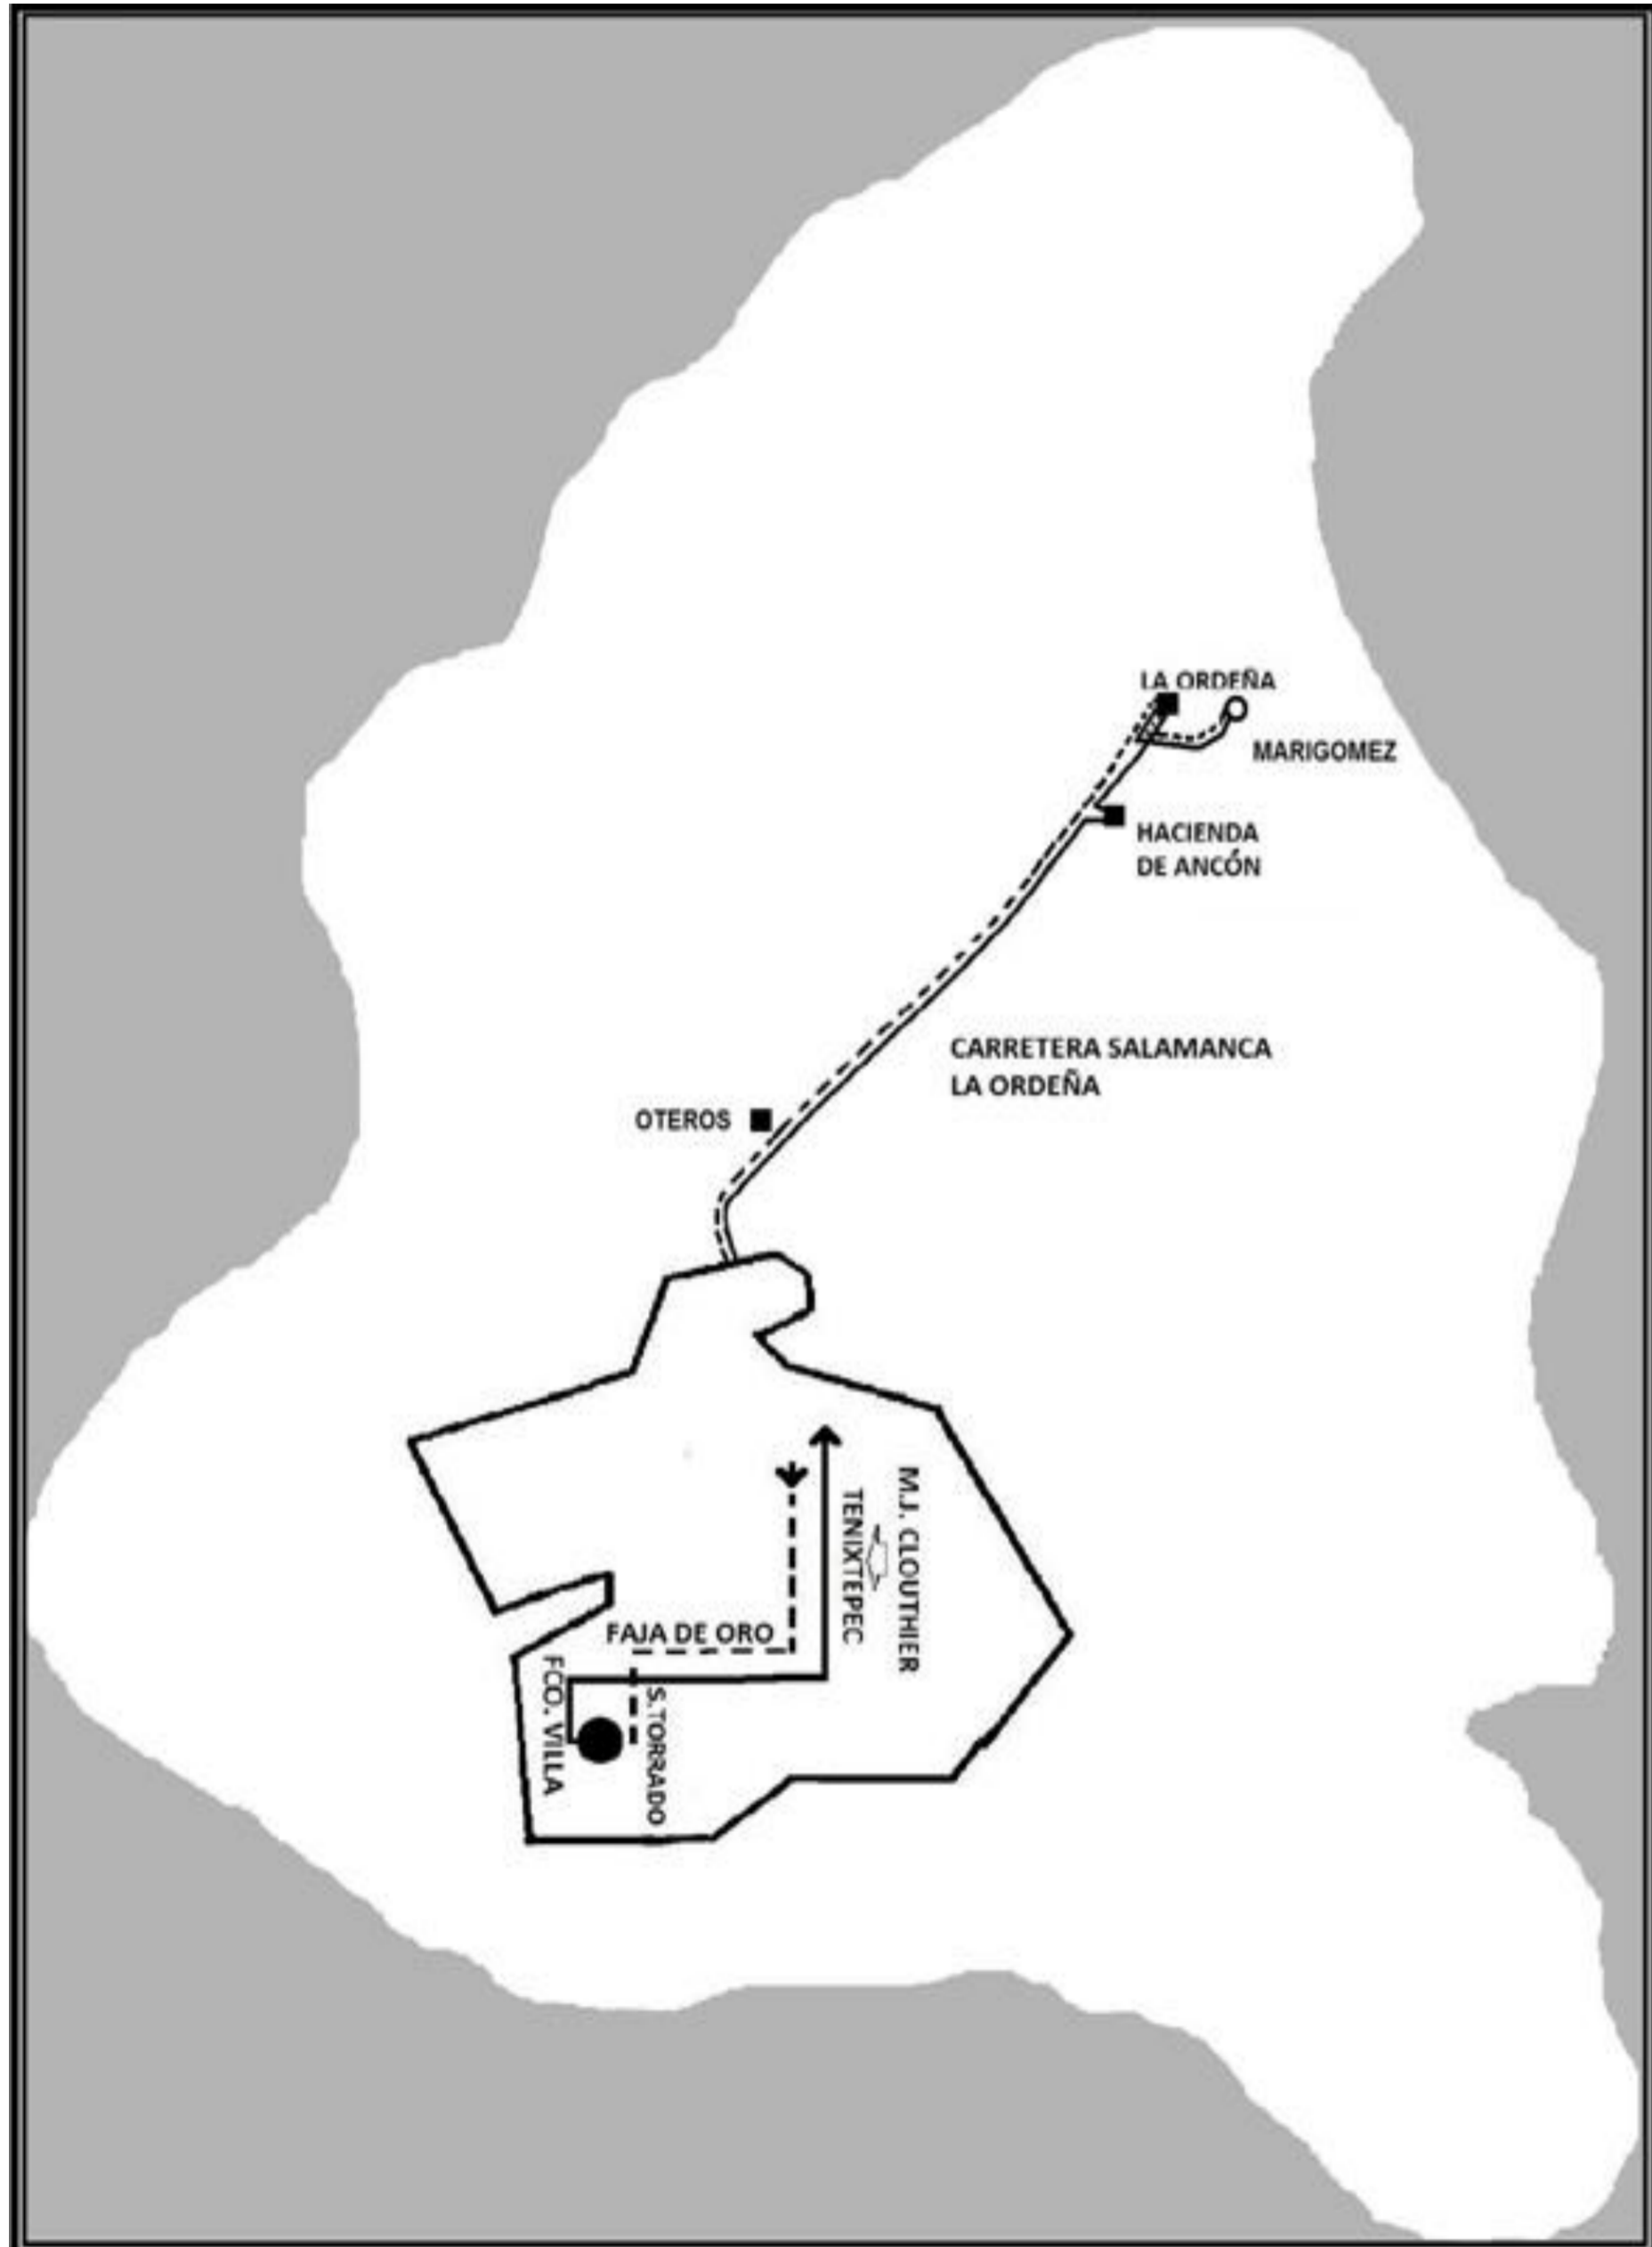 LA ORDEÑA
MARIGOMEZ
HACIENDA
DE ANCÓN
CARRETERA SALAMANCA
LA ORDEÑA
OTEROS
M.J. CLOUTHIER
TENIXTEPEC
FAJA DE ORO
FCO. VILLA
S.TORRADO